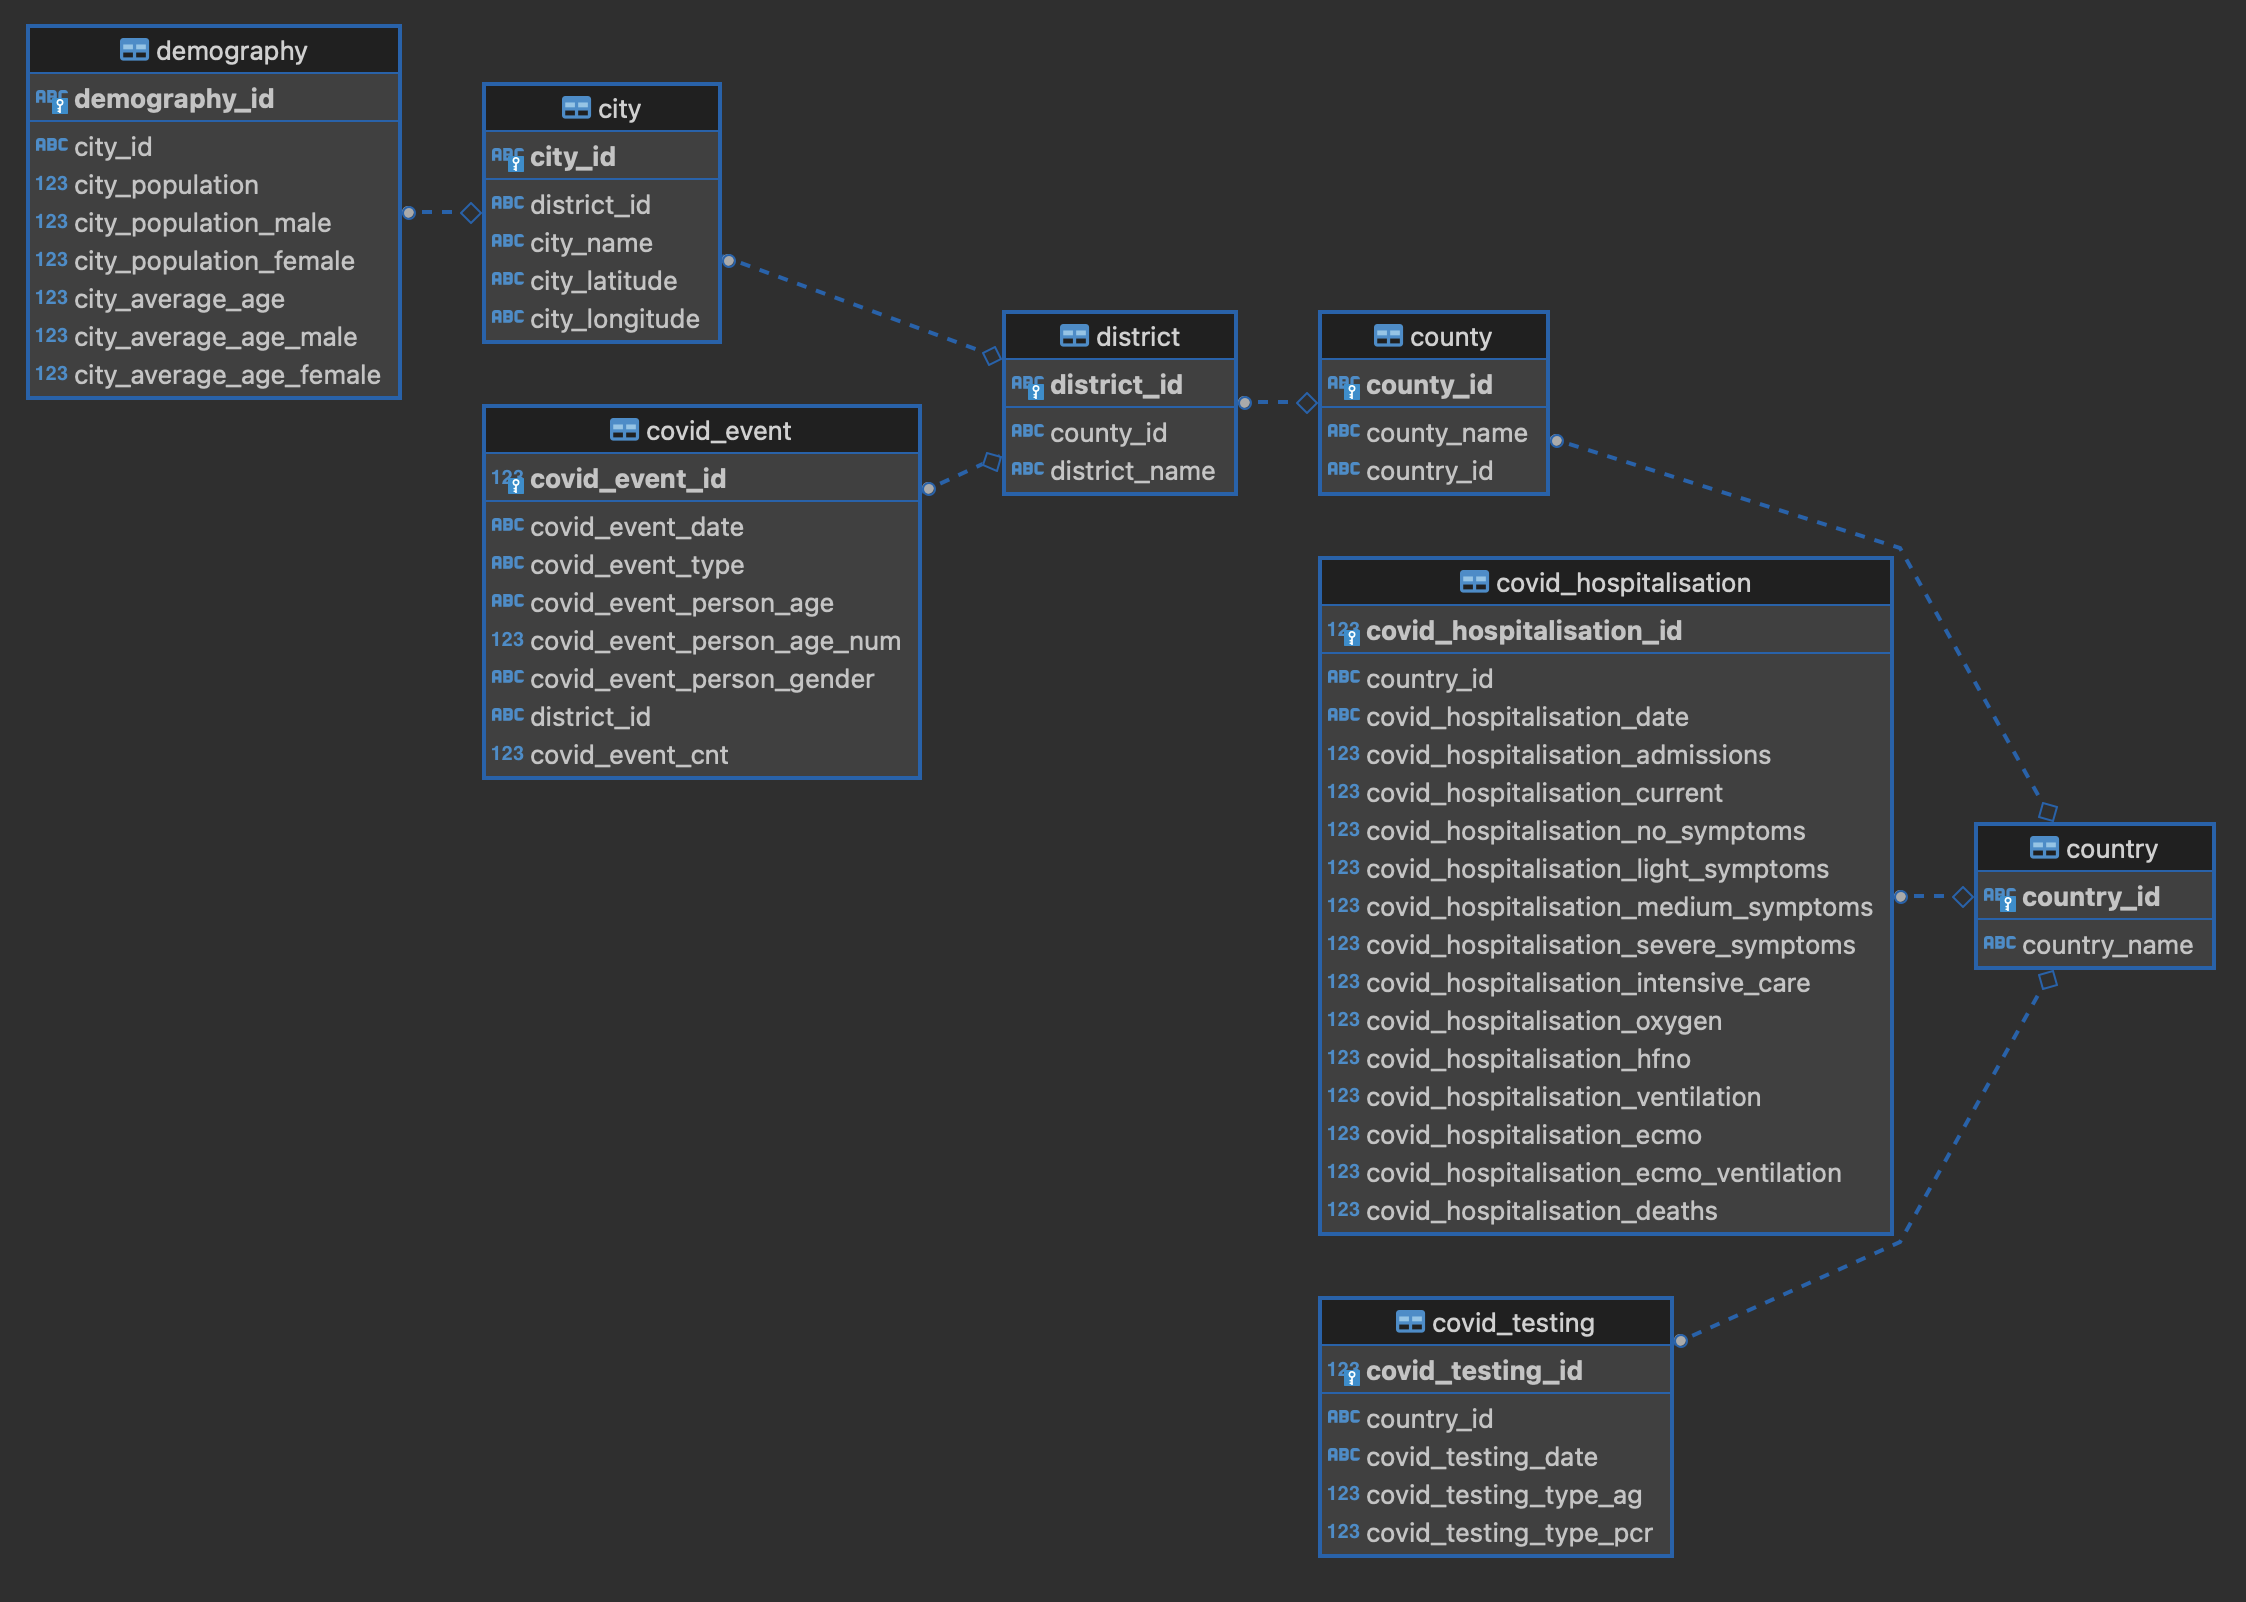 demography
ABC demography_id
ABC city_id
123 city_population
123 city_population_male
123 city_population_female
123 city_average_age
123 city_average_age_male
123 city_average_age_female
city
ABC city_id
ABC district_id
ABC city_name
ABC city_latitude
ABC city_longitude
covid_event
123 covid_event_id
ABC covid_event_date
ABC covid_event_type
ABC covid_event_person_age
123 covid_event_person_age_num
ABC covid_event_person_gender
ABC district_id
123 covid_event_cnt
district
ABC district_id
ABC county_id
ABC district_name
county
ABC county_id
ABC county_name
ABC country_id
covid_hospitalisation
123 covid_hospitalisation_id
ABC country_id
ABC covid_hospitalisation_date
123 covid_hospitalisation_admissions
123 covid_hospitalisation_current
123 covid_hospitalisation_no_symptoms
123 covid_hospitalisation_light_symptoms
123 covid_hospitalisation_medium_symptoms
123 covid_hospitalisation_severe_symptoms
123 covid_hospitalisation_intensive_care
123 covid_hospitalisation_oxygen
123 covid_hospitalisation_hfno
123 covid_hospitalisation_ventilation
123 covid_hospitalisation_ecmo
123 covid_hospitalisation_ecmo_ventilation
123 covid_hospitalisation_deaths
country
ABC country_id
ABC country_name
covid_testing
123 covid_testing_id
ABC country_id
ABC covid_testing_date
123 covid_testing_type_ag
123 covid_testing_type_pcr